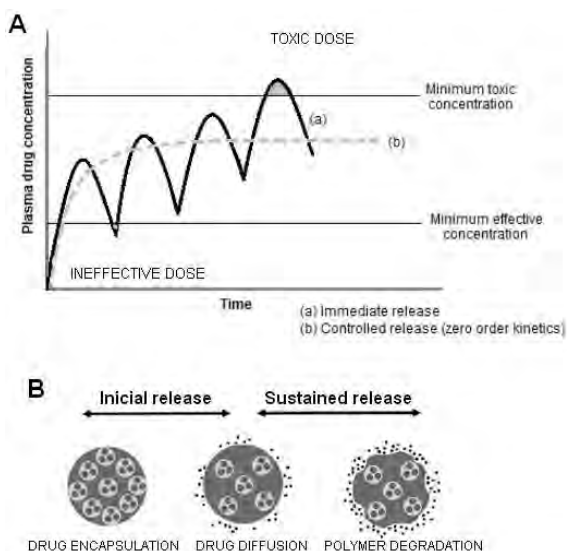 A
TOXIC DOSE
Plasma drug concentration
Minimum toxic
concentration
(a)
(b)
Minimum effective
concentration
INEFFECTIVE DOSE
Time
(a) Immediate release
(b) Controlled release (zero order kinetics)
B
Inicial release
Sustained release
DRUG ENCAPSULATION
DRUG DIFFUSION
POLYMER DEGRADATION